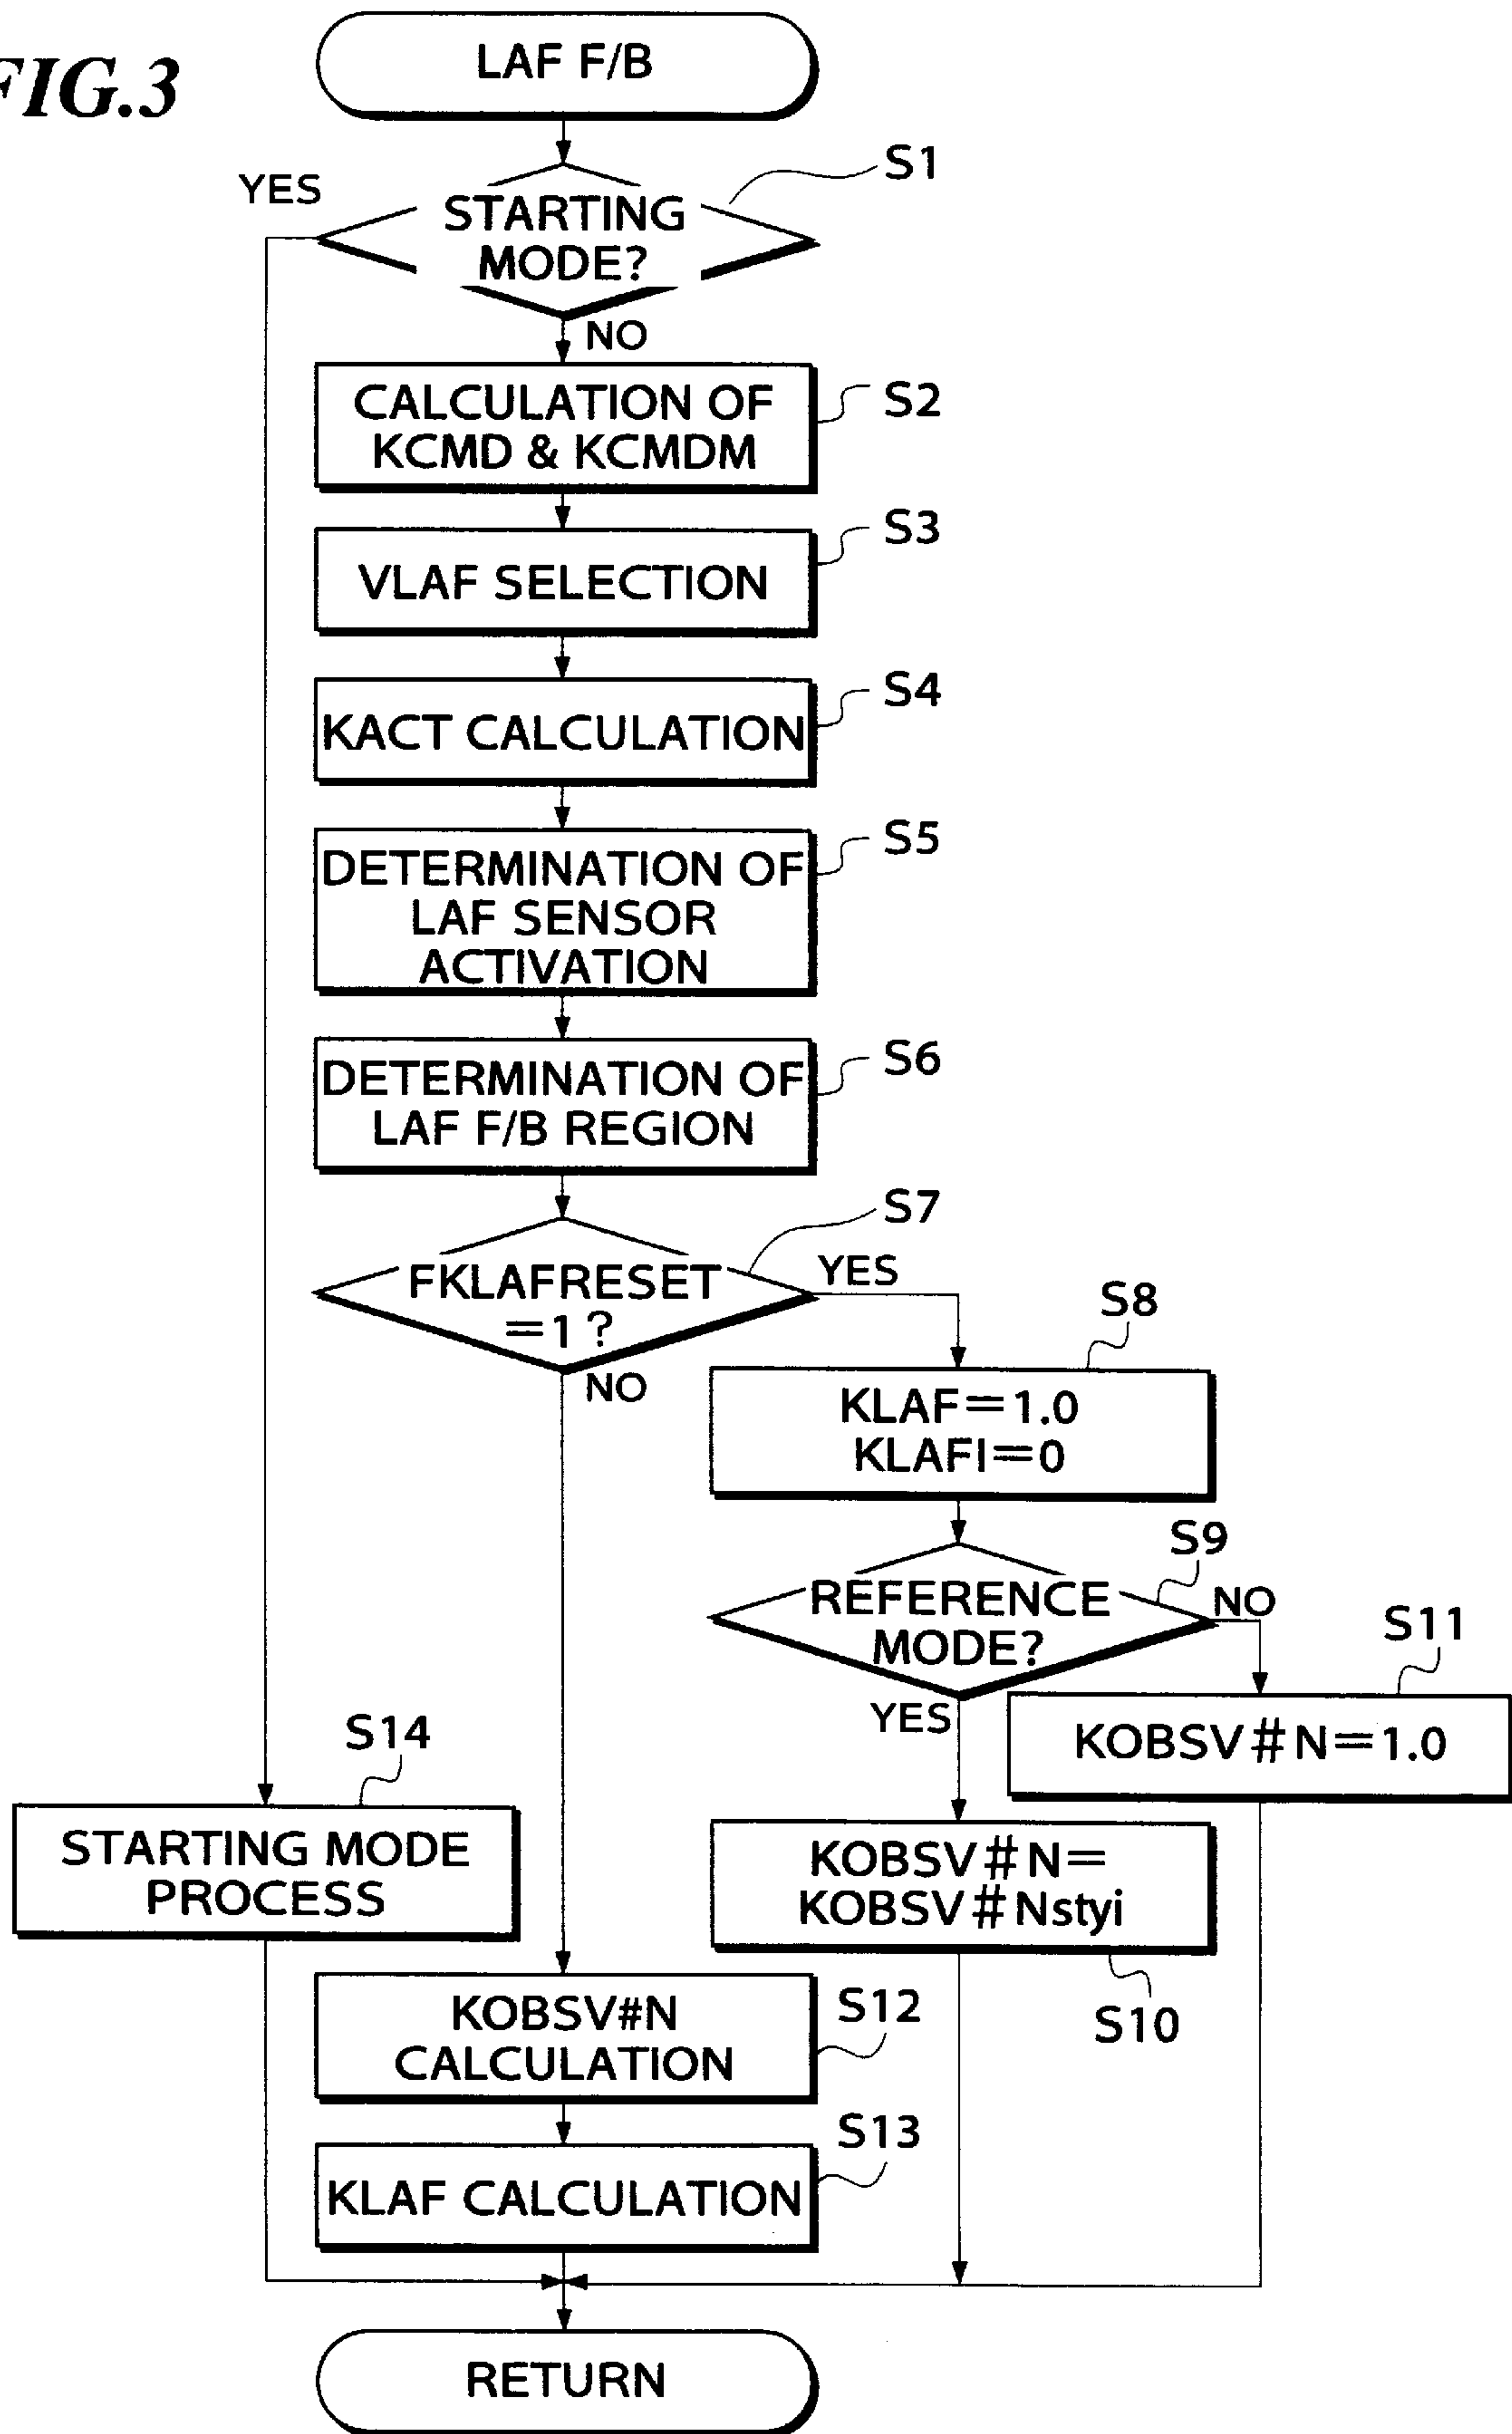 FIG.3
LAF F/B
S1
YES
STARTING
MODE?
NO
CALCULATION OF
KCMD & KCMDM
S2
VLAF SELECTION
S3
KACT CALCULATION
S4
DETERMINATION OF
LAF SENSOR
ACTIVATION
S5
DETERMINATION OF
LAF F/B REGION
S6
S7
FKLAFRESET
=1?
YES
NO
S8
KLAF=1.0
KLAFI=0
S9
REFERENCE
MODE?
NO
YES
S11
KOBSV#N=1.0
S14
STARTING MODE
PROCESS
KOBSV#N=
KOBSV#Nstyi
S10
KOBSV#N
CALCULATION
S12
KLAF CALCULATION
S13
RETURN